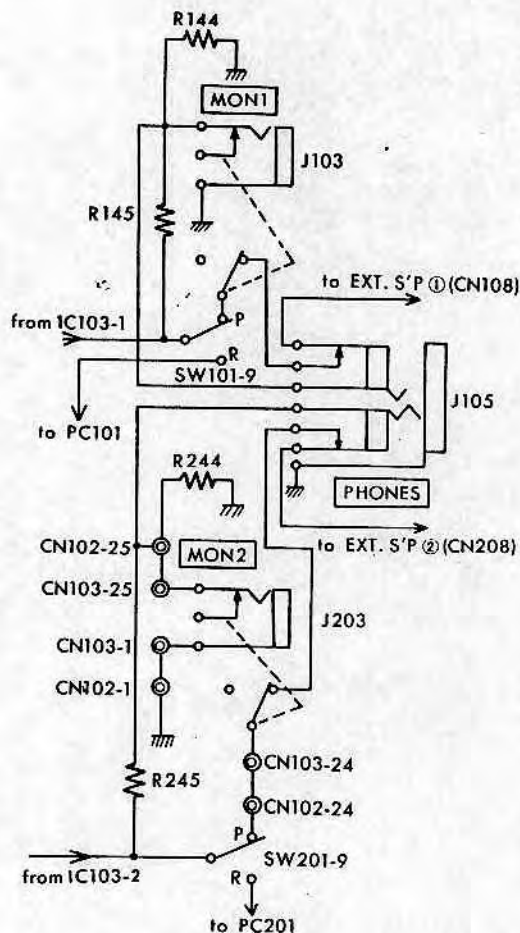 R144
MON1
J103
R145
to EXT. S'P ① (CN108)
from IC103-1
P
R
SW101-9
J105
to PC101
R244
PHONES
CN102-25
MON2
to EXT. S'P ② (CN208)
CN103-25
J203
CN103-1
CN102-1
CN103-24
R245
CN102-24
P
SW201-9
from IC103-2
R
to PC201